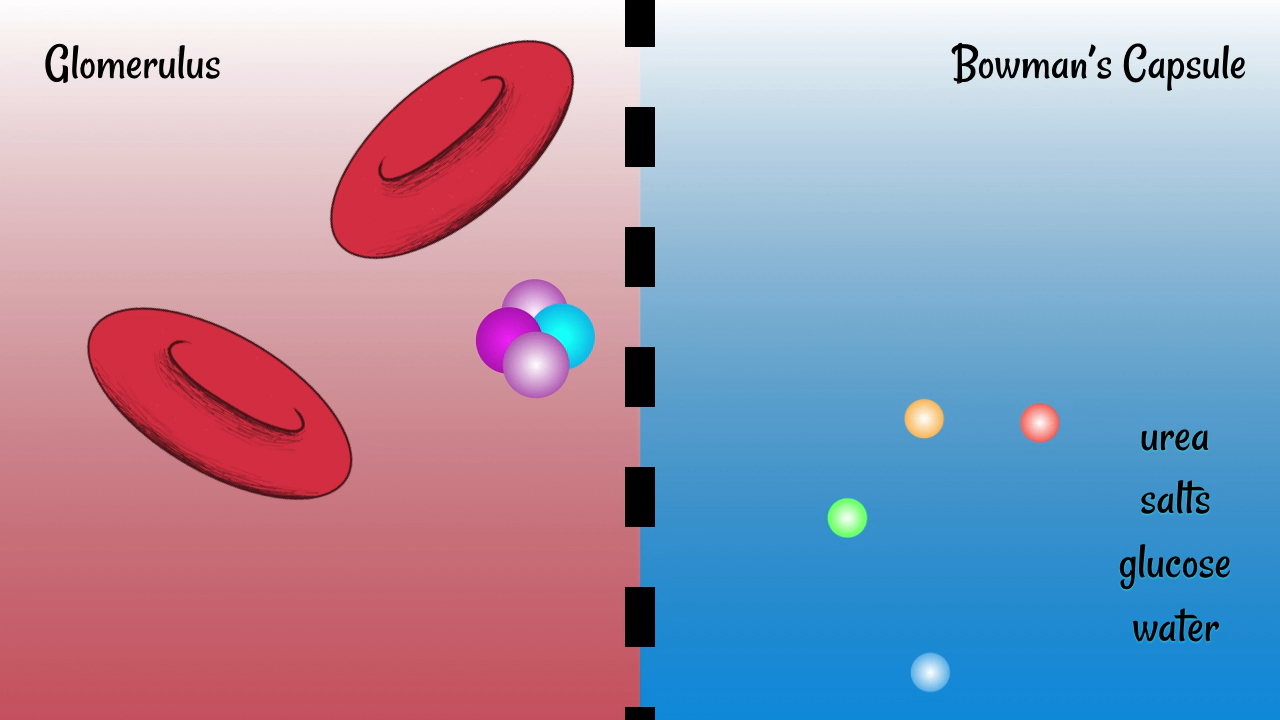 Glomerulus
Bowman's Capsule
urea
salts
glucose
water